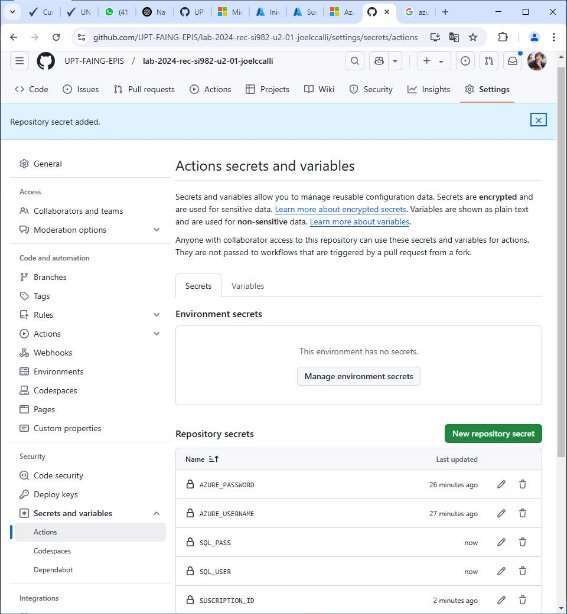 Cur
UN
(41
Na
UP
Mi
Ini
Sus
Az
azu
github.com/UPT-FAING-EPIS/lab-2024-rec-si982-u2-01-joelccalli/settings/secrets/actions
UPT-FAING-EPIS / lab-2024-rec-si982-u2-01-joelccalli
Code Issues Pull requests Actions Projects Wiki Security Insights Settings
Repository secret added.
General
Access
Collaborators and teams
Moderation options
Code and automation
Branches
Tags
Rules
Actions
Webhooks
Environments
Codespaces
Pages
Custom properties
Security
Code security
Deploy keys
Secrets and variables
Actions
Codespaces
Dependabot
Integrations
Actions secrets and variables
Secrets and variables allow you to manage reusable configuration data. Secrets are encrypted and
are used for sensitive data. Learn more about encrypted secrets. Variables are shown as plain text
and are used for non-sensitive data. Learn more about variables.
Anyone with collaborator access to this repository can use these secrets and variables for actions.
They are not passed to workflows that are triggered by a pull request from a fork.
Secrets Variables
Environment secrets
This environment has no secrets.
Manage environment secrets
Repository secrets New repository secret
Name Last updated
AZURE_PASSWORD 26 minutes ago
AZURE_USERNAME 27 minutes ago
SQL_PASS now
SQL_USER now
SUSCRIPTION_ID 2 minutes ago